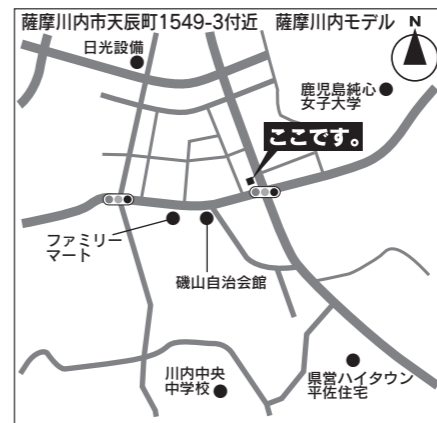 薩摩川内市天辰町1549-3付近　薩摩川内モデル
N
日光設備
鹿児島純心
女子大学
ここです。
ファミリー
マート
磯山自治会館
川内中央
中学校
県営ハイタウン
平佐住宅